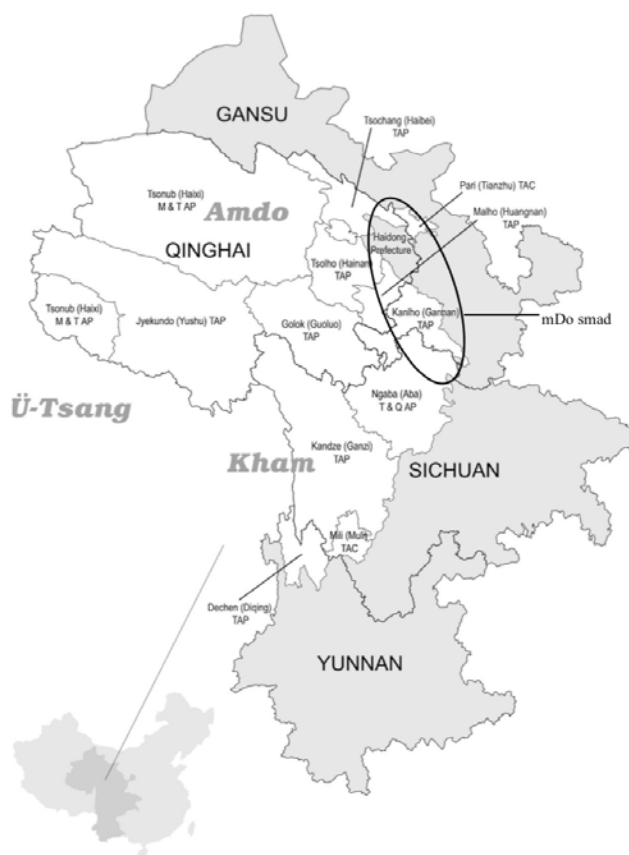 GANSU
Tsochang (Haibei)
TAP
Pari (Tianzhu) TAC
Malho (Huangnan)
TAP
Tsonub (Haixi)
M & T AP
Amdo
QINGHAI
Haidong
Prefecture
Tsolho (Hainan)
TAP
Tsonub (Haixi)
M & T AP
Jyekundo (Yushu) TAP
Golok (Guoluo)
TAP
Kanlho (Gannan)
TAP
mDo smad
Ngaba (Aba)
T & Q AP
Ü-Tsang
Kham
Kandze (Ganzi)
TAP
SICHUAN
Mili (Muli)
TAC
Dechen (Diqing)
TAP
YUNNAN